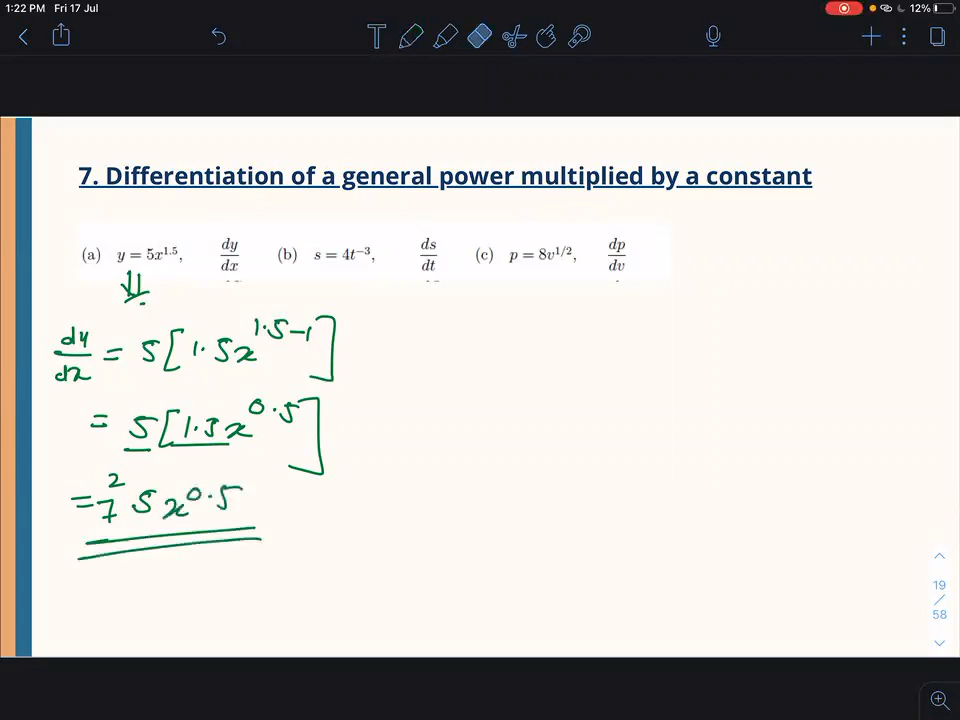 1:22 PM Fri 17 Jul 12%
7. Differentiation of a general power multiplied by a constant
(a) y = 5x^{1.5}, dy/dx (b) s = 4t^{−3}, ds/dt (c) p = 8v^{1/2}, dp/dv
dy/dx = 5[1.5x^{1.5−1}]
= 5[1.5x^{0.5}]
= 7^{2} 5x^{0.5}
19
/
58